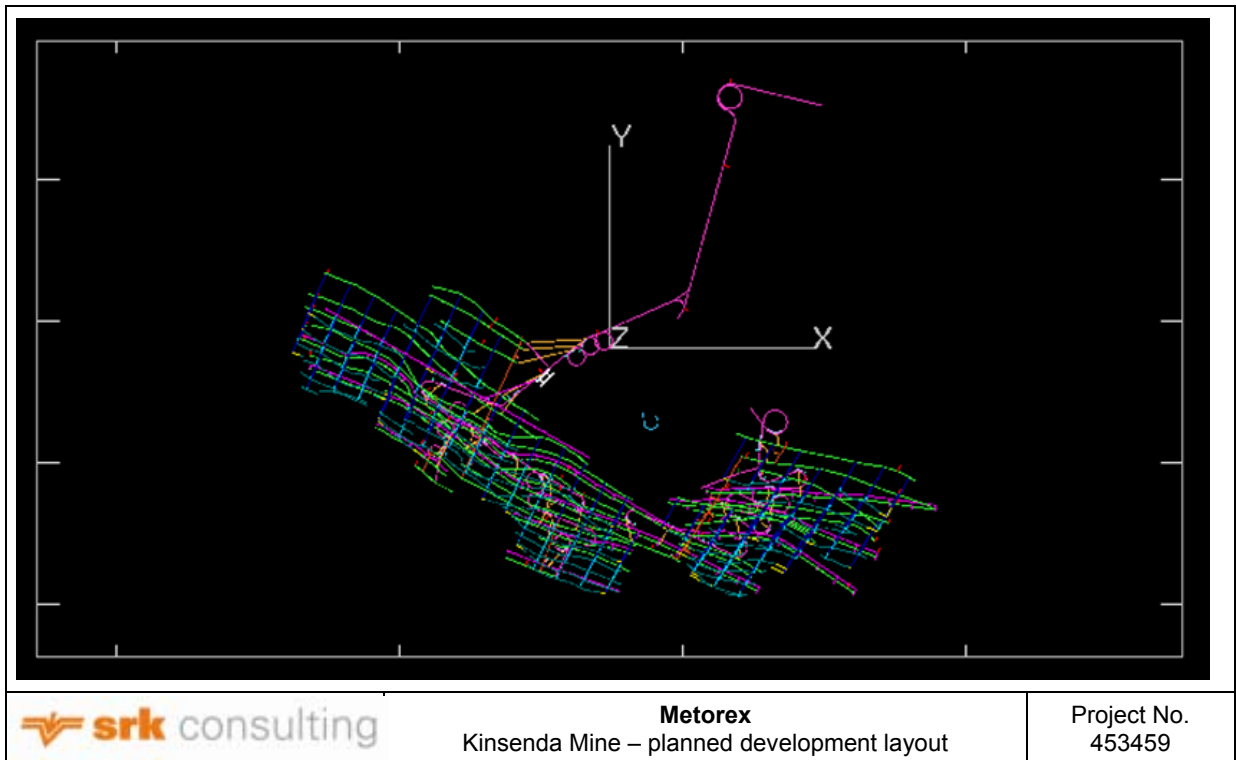 Y
Z
X
srk consulting
Metorex
Kinsenda Mine – planned development layout
Project No.
453459